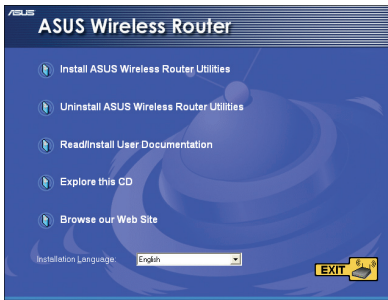 ASUS
ASUS Wireless Router
Install ASUS Wireless Router Utilities
Uninstall ASUS Wireless Router Utilities
Read/Install User Documentation
Explore this CD
Browse our Web Site
Installation Language: English
EXIT